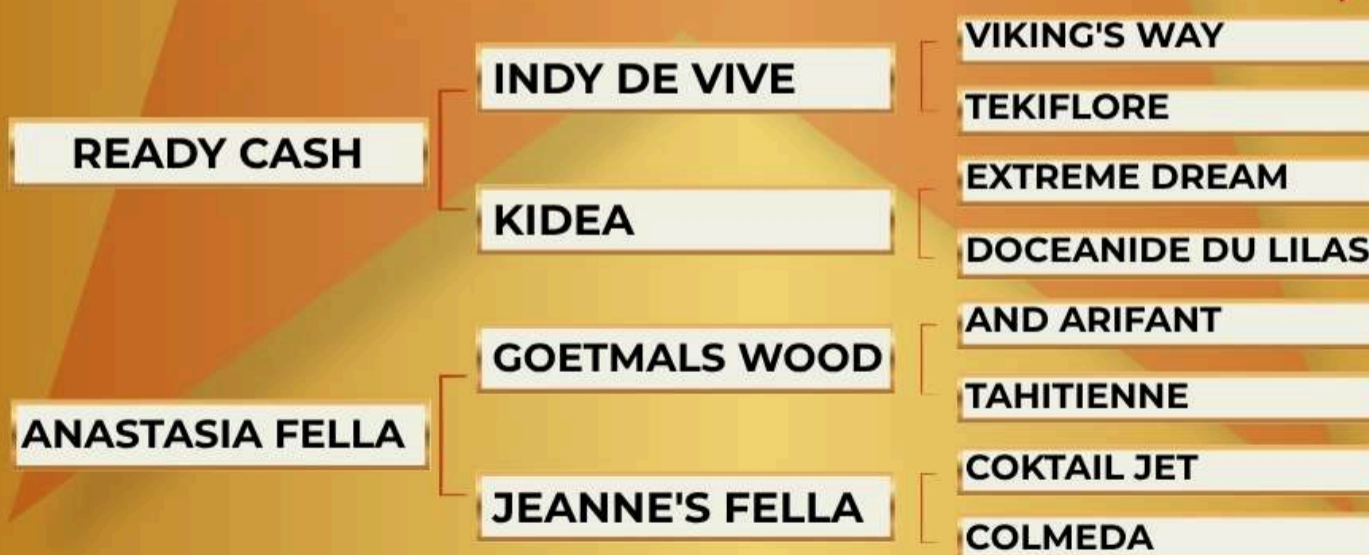 READY CASH
INDY DE VIVE
VIKING'S WAY
TEKIFLORE
KIDEA
EXTREME DREAM
DOCEANIDE DU LILAS
ANASTASIA FELLA
GOETMALS WOOD
AND ARIFANT
TAHITIENNE
JEANNE'S FELLA
COKTAIL JET
COLMEDA